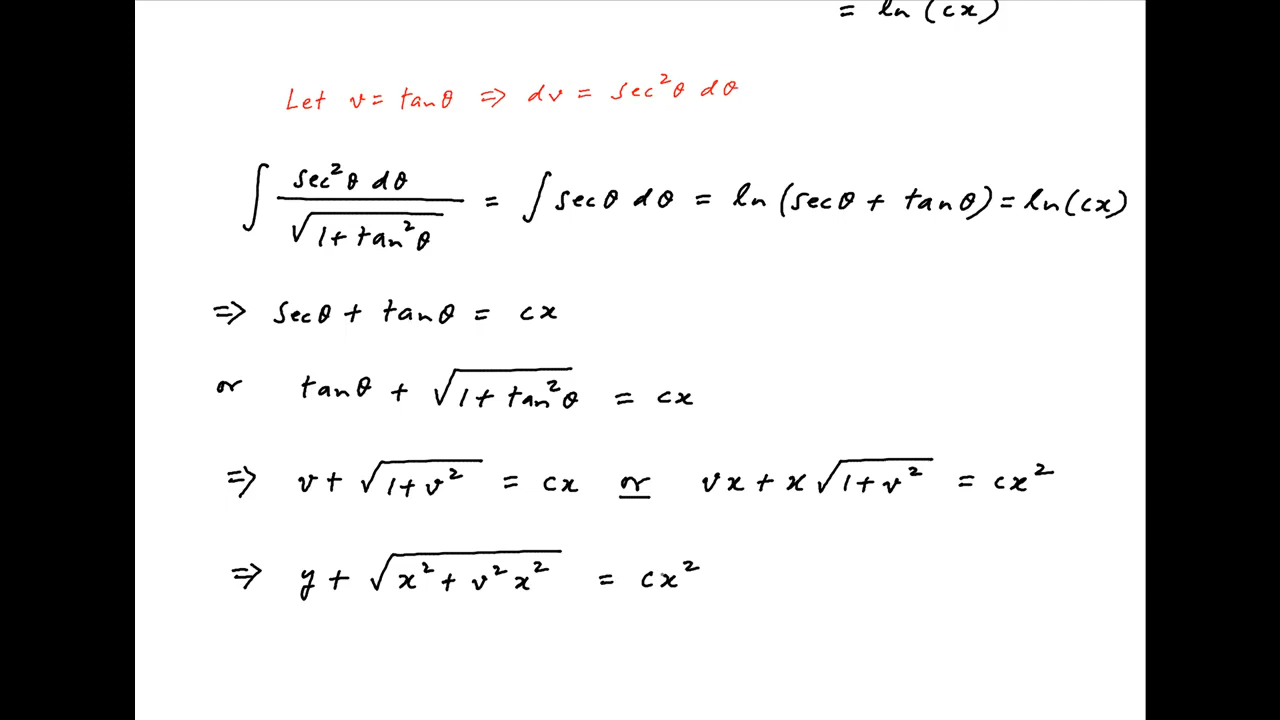 = ln (cx)
Let v = tanθ ⇒ dv = sec²θ dθ
∫ sec²θ dθ / √(1 + tan²θ) = ∫ secθ dθ = ln (secθ + tanθ) = ln(cx)
⇒ secθ + tanθ = cx
or tanθ + √(1 + tan²θ) = cx
⇒ v + √(1 + v²) = cx or vx + x√(1 + v²) = cx²
⇒ y + √(x² + v²x²) = cx²